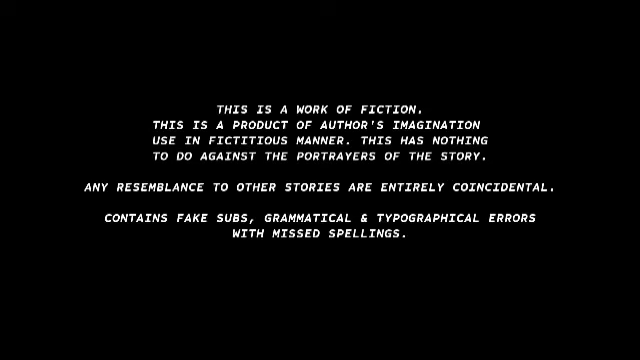 THIS IS A WORK OF FICTION.
THIS IS A PRODUCT OF AUTHOR'S IMAGINATION
USE IN FICTITIOUS MANNER. THIS HAS NOTHING
TO DO AGAINST THE PORTRAYERS OF THE STORY.
ANY RESEMBLANCE TO OTHER STORIES ARE ENTIRELY COINCIDENTAL.
CONTAINS FAKE SUBS, GRAMMATICAL & TYPOGRAPHICAL ERRORS
WITH MISSED SPELLINGS.